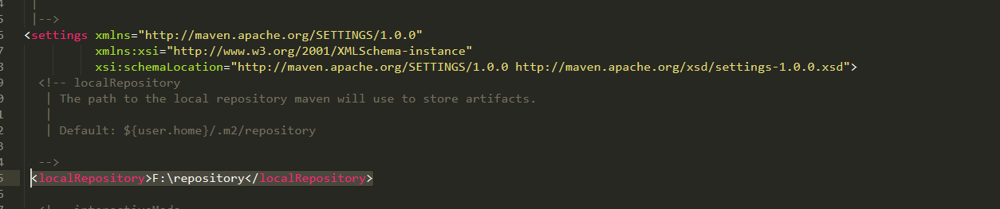 |
|-->
<settings xmlns="http://maven.apache.org/SETTINGS/1.0.0"
xmlns:xsi="http://www.w3.org/2001/XMLSchema-instance"
xsi:schemaLocation="http://maven.apache.org/SETTINGS/1.0.0 http://maven.apache.org/xsd/settings-1.0.0.xsd">
<!-- localRepository
| The path to the local repository maven will use to store artifacts.
|
| Default: ${user.home}/.m2/repository
-->
<localRepository>F:\repository</localRepository>